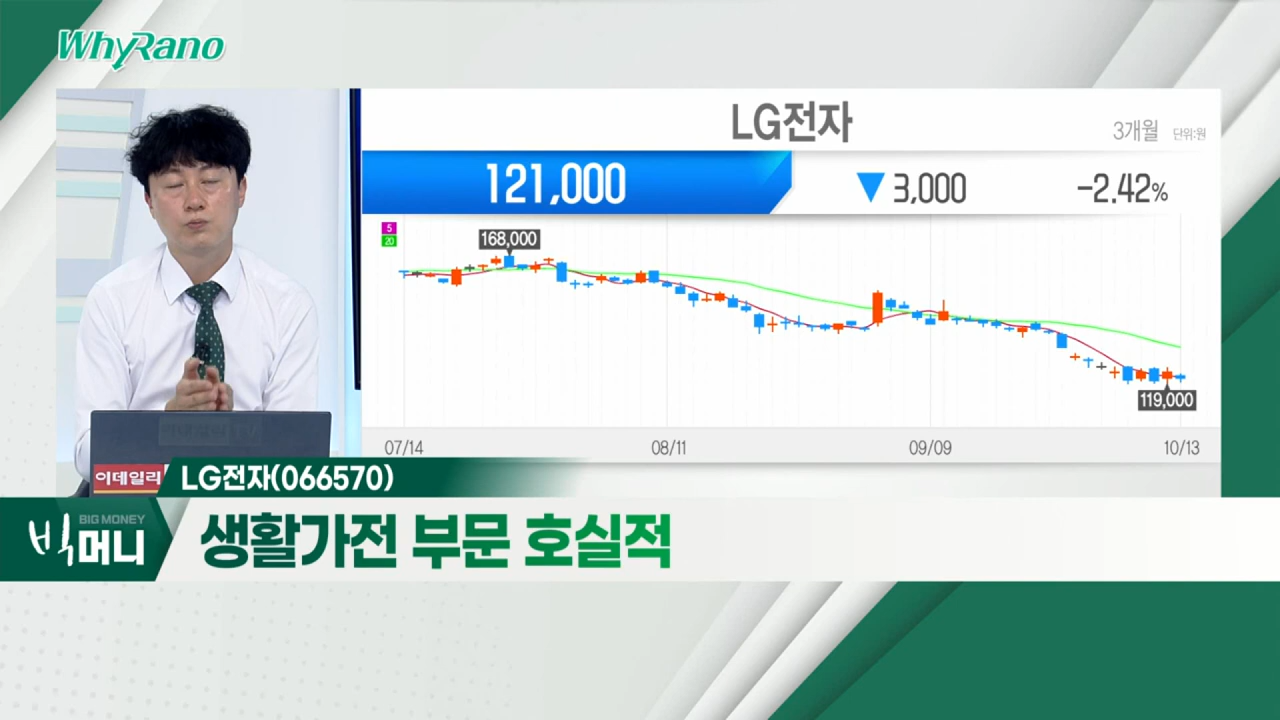 WhyRano
LG전자
3개월 단위:원
121,000 ▼ 3,000 -2.42%
5
20
168,000
119,000
07/14 08/11 09/09 10/13
이데일리
LG전자(066570)
BIG MONEY
빅머니
생활가전 부문 호실적